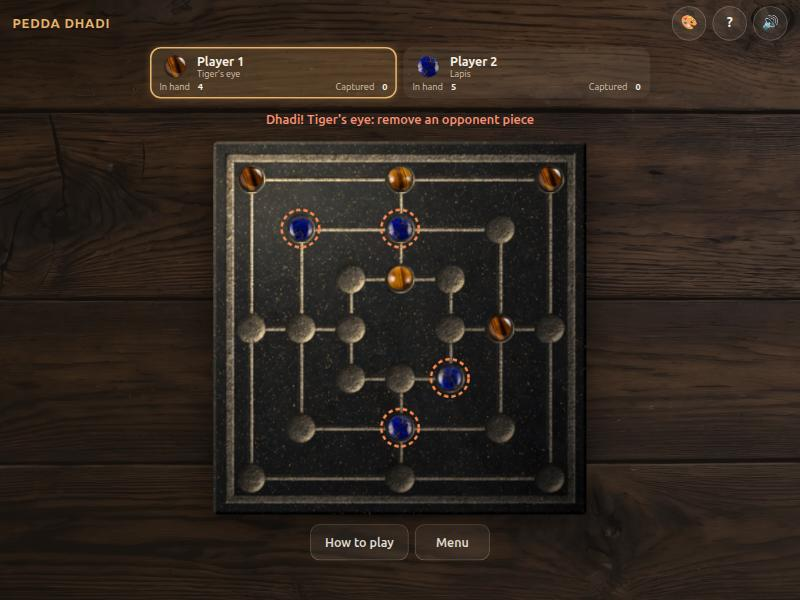 PEDDA DHADI
?
Player 1
Tiger's eye
In hand 4 Captured 0
Player 2
Lapis
In hand 5 Captured 0
Dhadi! Tiger's eye: remove an opponent piece
How to play
Menu